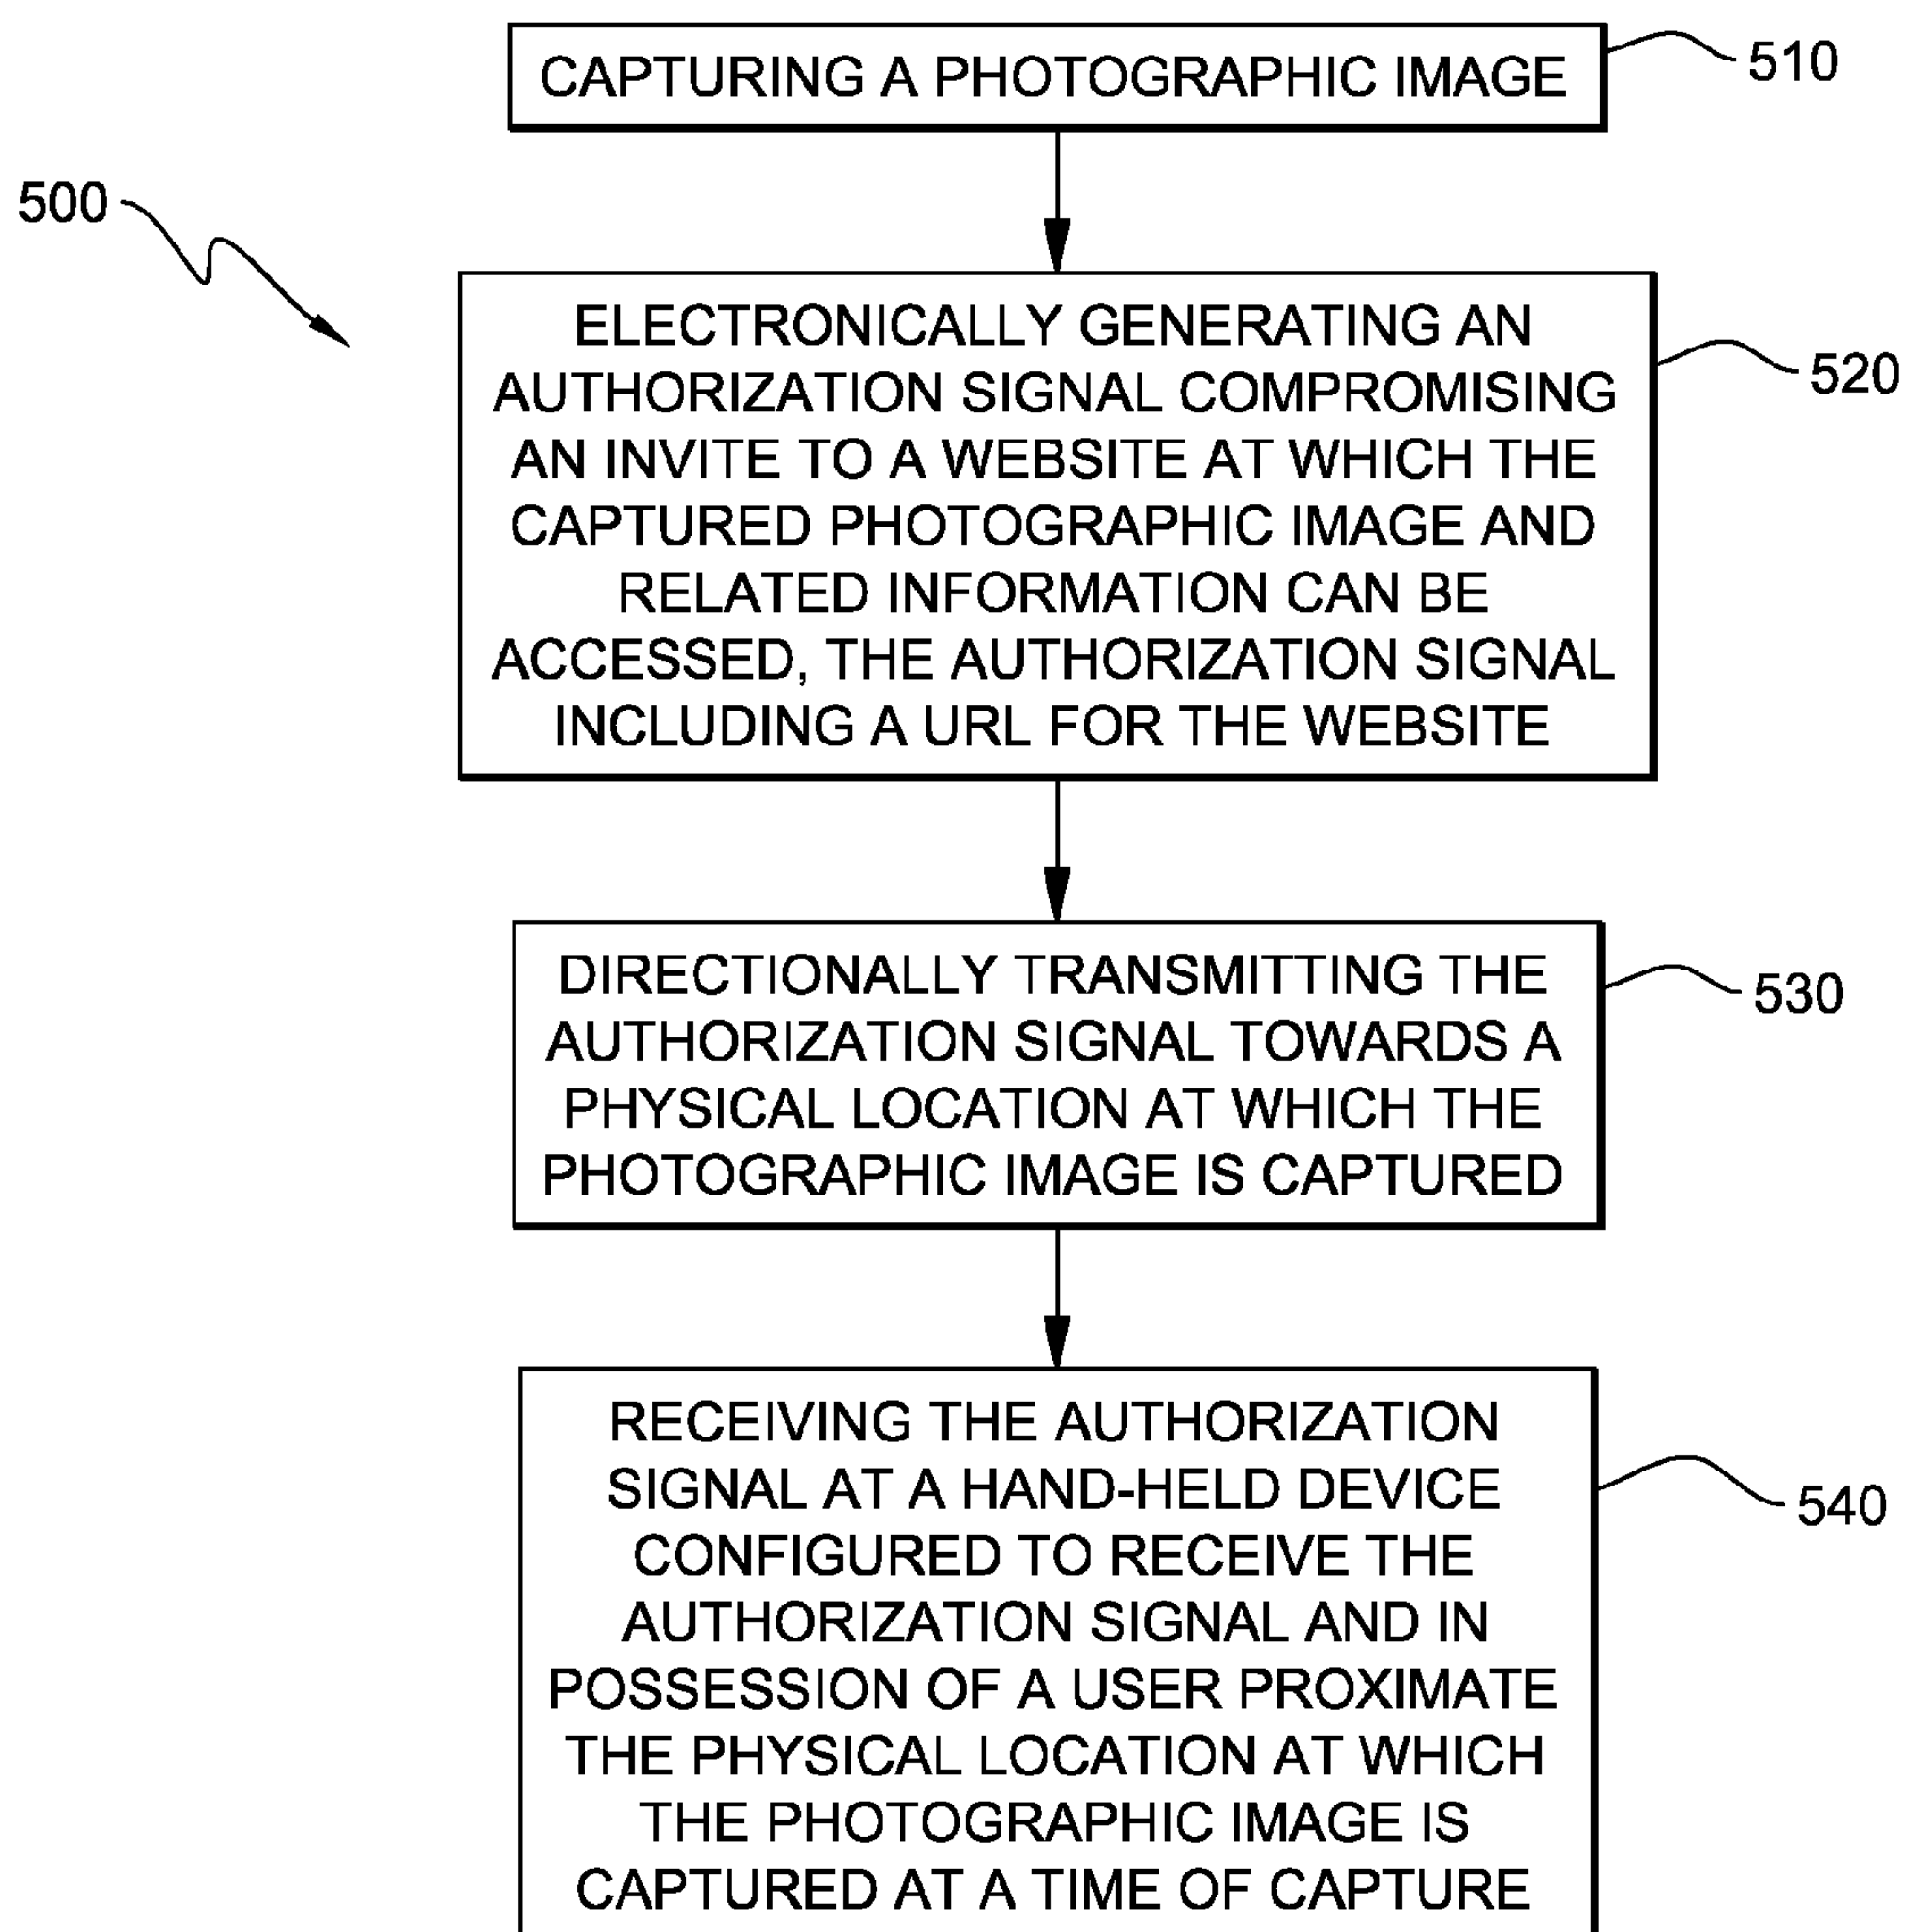 CAPTURING A PHOTOGRAPHIC IMAGE
510
500
ELECTRONICALLY GENERATING AN
AUTHORIZATION SIGNAL COMPROMISING
AN INVITE TO A WEBSITE AT WHICH THE
CAPTURED PHOTOGRAPHIC IMAGE AND
RELATED INFORMATION CAN BE
ACCESSED, THE AUTHORIZATION SIGNAL
INCLUDING A URL FOR THE WEBSITE
520
DIRECTIONALLY TRANSMITTING THE
AUTHORIZATION SIGNAL TOWARDS A
PHYSICAL LOCATION AT WHICH THE
PHOTOGRAPHIC IMAGE IS CAPTURED
530
RECEIVING THE AUTHORIZATION
SIGNAL AT A HAND-HELD DEVICE
CONFIGURED TO RECEIVE THE
AUTHORIZATION SIGNAL AND IN
POSSESSION OF A USER PROXIMATE
THE PHYSICAL LOCATION AT WHICH
THE PHOTOGRAPHIC IMAGE IS
CAPTURED AT A TIME OF CAPTURE
540